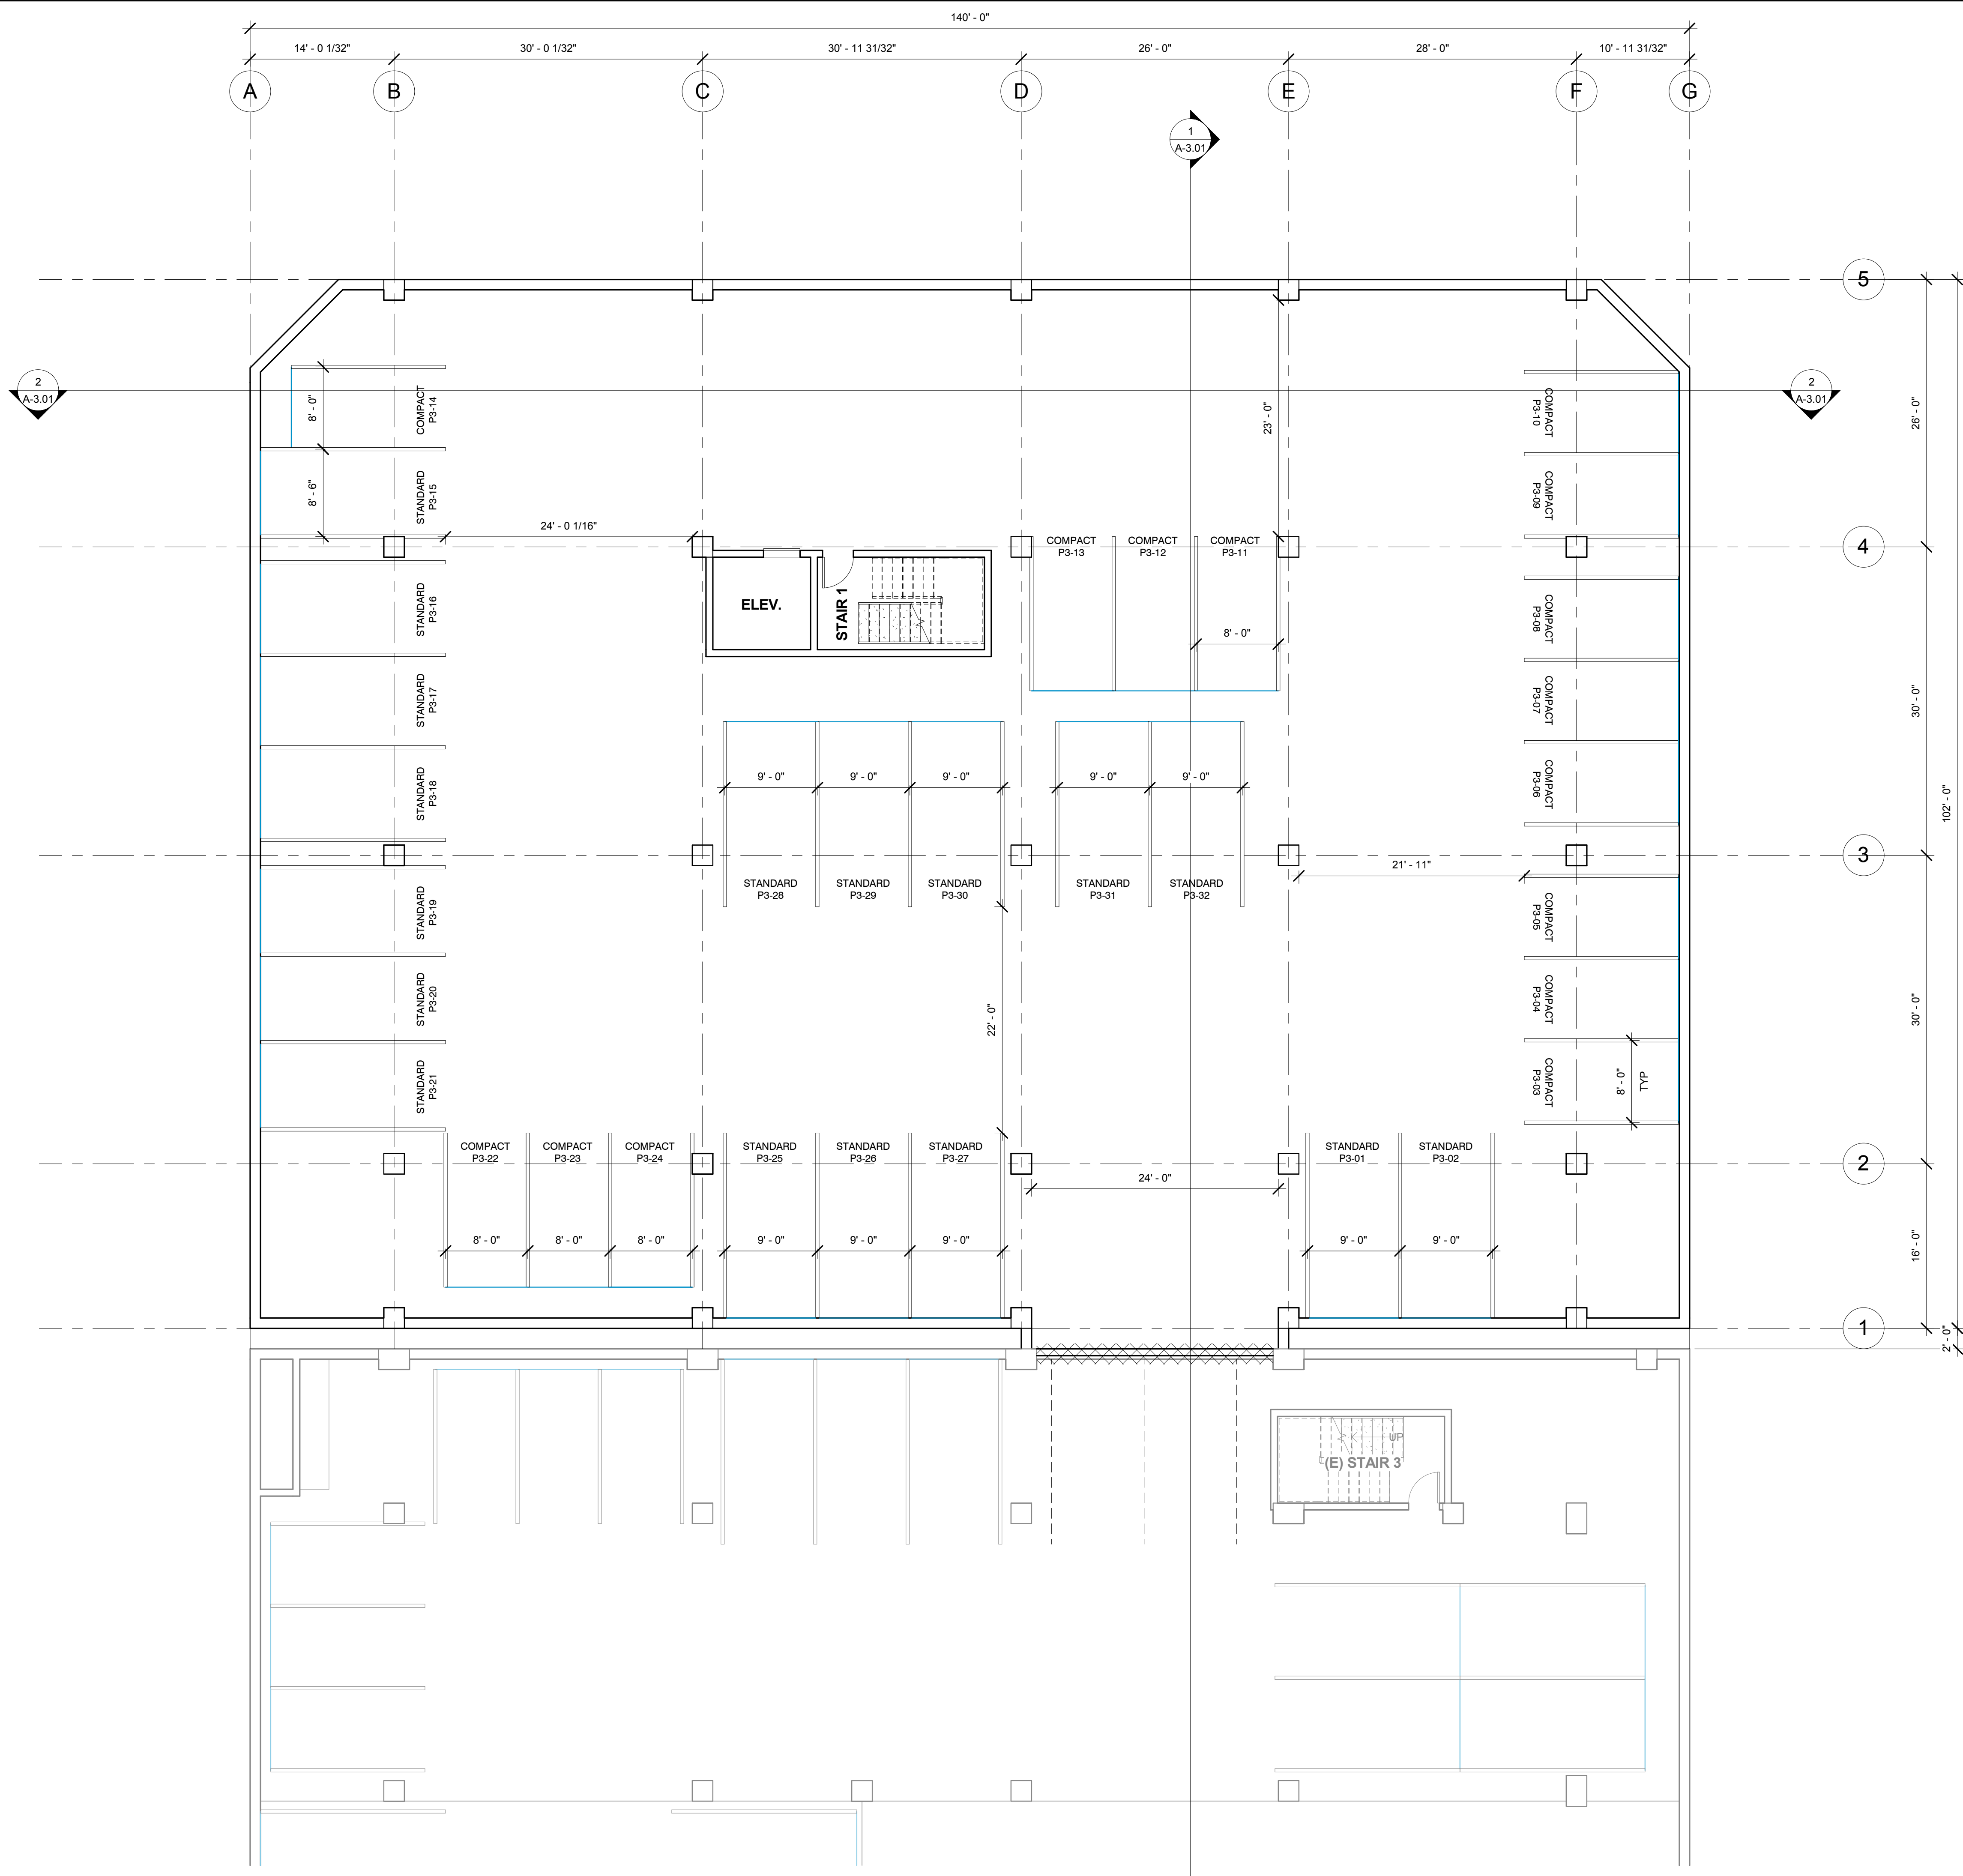 140' - 0"
14' - 0 1/32"
30' - 0 1/32"
30' - 11 31/32"
26' - 0"
28' - 0"
10' - 11 31/32"
A
B
C
D
E
F
G
1
A-3.01
5
2
A-3.01
2
A-3.01
8' - 0"
COMPACT
P3-14
23' - 0"
COMPACT
P3-10
26' - 0"
8' - 6"
STANDARD
P3-15
COMPACT
P3-09
24' - 0 1/16"
COMPACT
P3-13
COMPACT
P3-12
COMPACT
P3-11
4
STANDARD
P3-16
ELEV.
STAIR 1
8' - 0"
COMPACT
P3-08
STANDARD
P3-17
COMPACT
P3-07
30' - 0"
STANDARD
P3-18
9' - 0"
9' - 0"
9' - 0"
9' - 0"
9' - 0"
COMPACT
P3-06
102' - 0"
3
21' - 11"
STANDARD
P3-28
STANDARD
P3-29
STANDARD
P3-30
STANDARD
P3-31
STANDARD
P3-32
STANDARD
P3-19
COMPACT
P3-05
STANDARD
P3-20
22' - 0"
COMPACT
P3-04
30' - 0"
STANDARD
P3-21
COMPACT
P3-03
8' - 0"
TYP
COMPACT
P3-22
COMPACT
P3-23
COMPACT
P3-24
STANDARD
P3-25
STANDARD
P3-26
STANDARD
P3-27
STANDARD
P3-01
STANDARD
P3-02
2
24' - 0"
8' - 0"
8' - 0"
8' - 0"
9' - 0"
9' - 0"
9' - 0"
9' - 0"
9' - 0"
16' - 0"
1
2' - 0"
UP
(E) STAIR 3